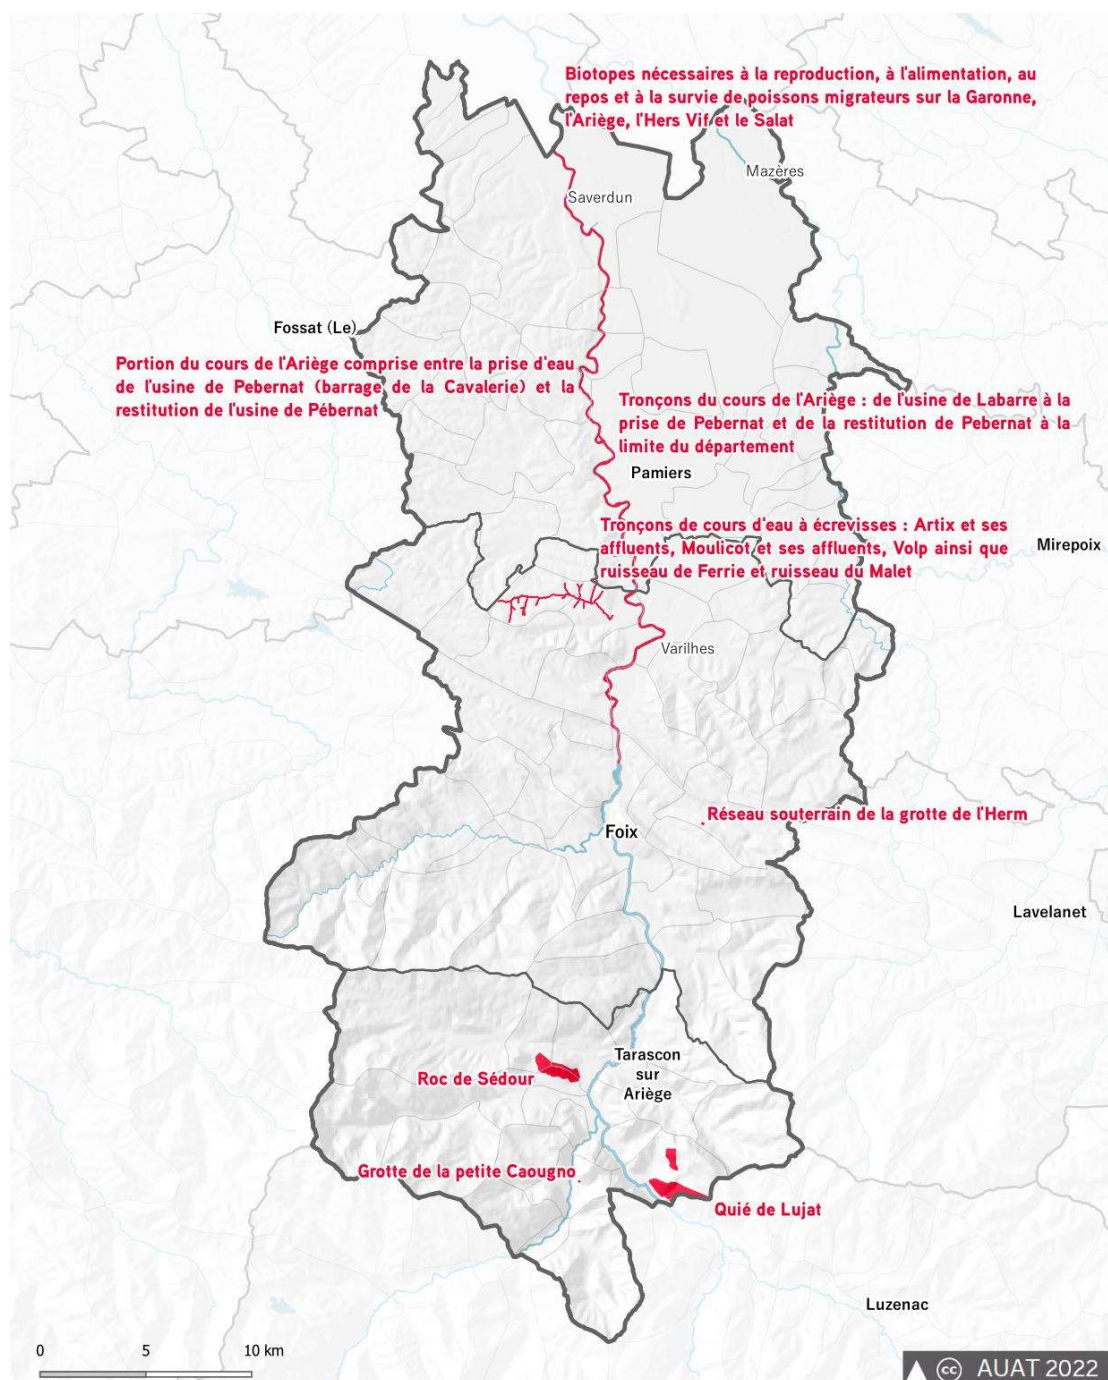 Biotopes nécessaires à la reproduction, à l'alimentation, au
repos et à la survie de poissons migrateurs sur la Garonne,
l'Ariège, l'Hers Vif et le Salat
Mazères
Saverdun
Fossat (Le)
Portion du cours de l'Ariège comprise entre la prise d'eau
de l'usine de Pebernat (barrage de la Cavalerie) et la
restitution de l'usine de Pébernat
Tronçons du cours de l'Ariège : de l'usine de Labarre à la
prise de Pebernat et de la restitution de Pebernat à la
limite du département
Pamiers
Tronçons de cours d'eau à écrevisses : Artix et ses
affluents, Moulicot et ses affluents, Volp ainsi que
ruisseau de Ferrie et ruisseau du Malet
Mirepoix
Varilhes
Réseau souterrain de la grotte de l'Herm
Foix
Lavelanet
Tarascon
sur
Ariège
Roc de Sédour
Grotte de la petite Caougno
Quié de Lujat
Luzenac
0 5 10 km
cc AUAT 2022